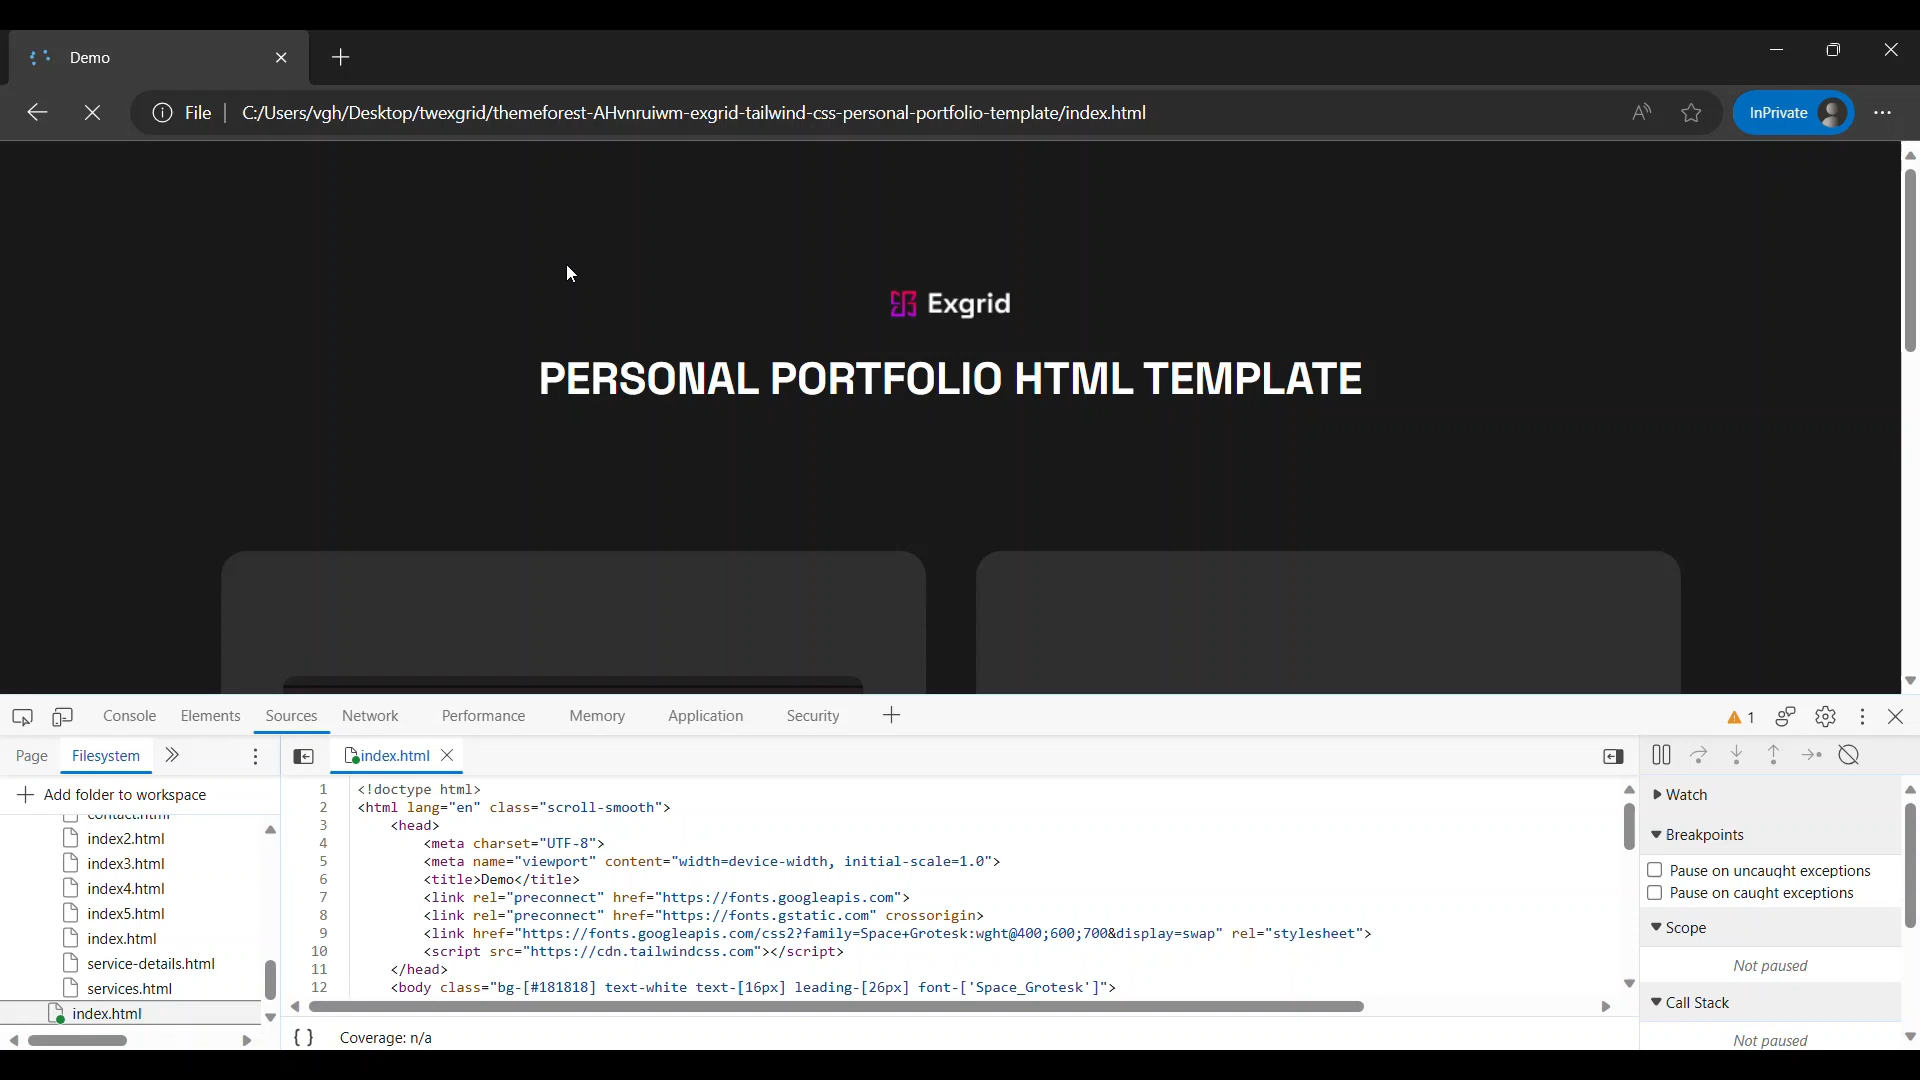 Demo
File
C:/Users/vgh/Desktop/twexgrid/themeforest-AHvnruiwm-exgrid-tailwind-css-personal-portfolio-template/index.html
InPrivate
Exgrid
PERSONAL PORTFOLIO HTML TEMPLATE
Console Elements Sources Network Performance Memory Application Security
1
Page Filesystem
index.html
Add folder to workspace
contact.html
index2.html
index3.html
index4.html
index5.html
index.html
service-details.html
services.html
index.html
1 <!doctype html>
2 <html lang="en" class="scroll-smooth">
3 <head>
4 <meta charset="UTF-8">
5 <meta name="viewport" content="width=device-width, initial-scale=1.0">
6 <title>Demo</title>
7 <link rel="preconnect" href="https://fonts.googleapis.com">
8 <link rel="preconnect" href="https://fonts.gstatic.com" crossorigin>
9 <link href="https://fonts.googleapis.com/css2?family=Space+Grotesk:wght@400;600;700&display=swap" rel="stylesheet">
10 <script src="https://cdn.tailwindcss.com"></script>
11 </head>
12 <body class="bg-[#181818] text-white text-[16px] leading-[26px] font-['Space_Grotesk']">
{ } Coverage: n/a
Watch
Breakpoints
Pause on uncaught exceptions
Pause on caught exceptions
Scope
Not paused
Call Stack
Not paused